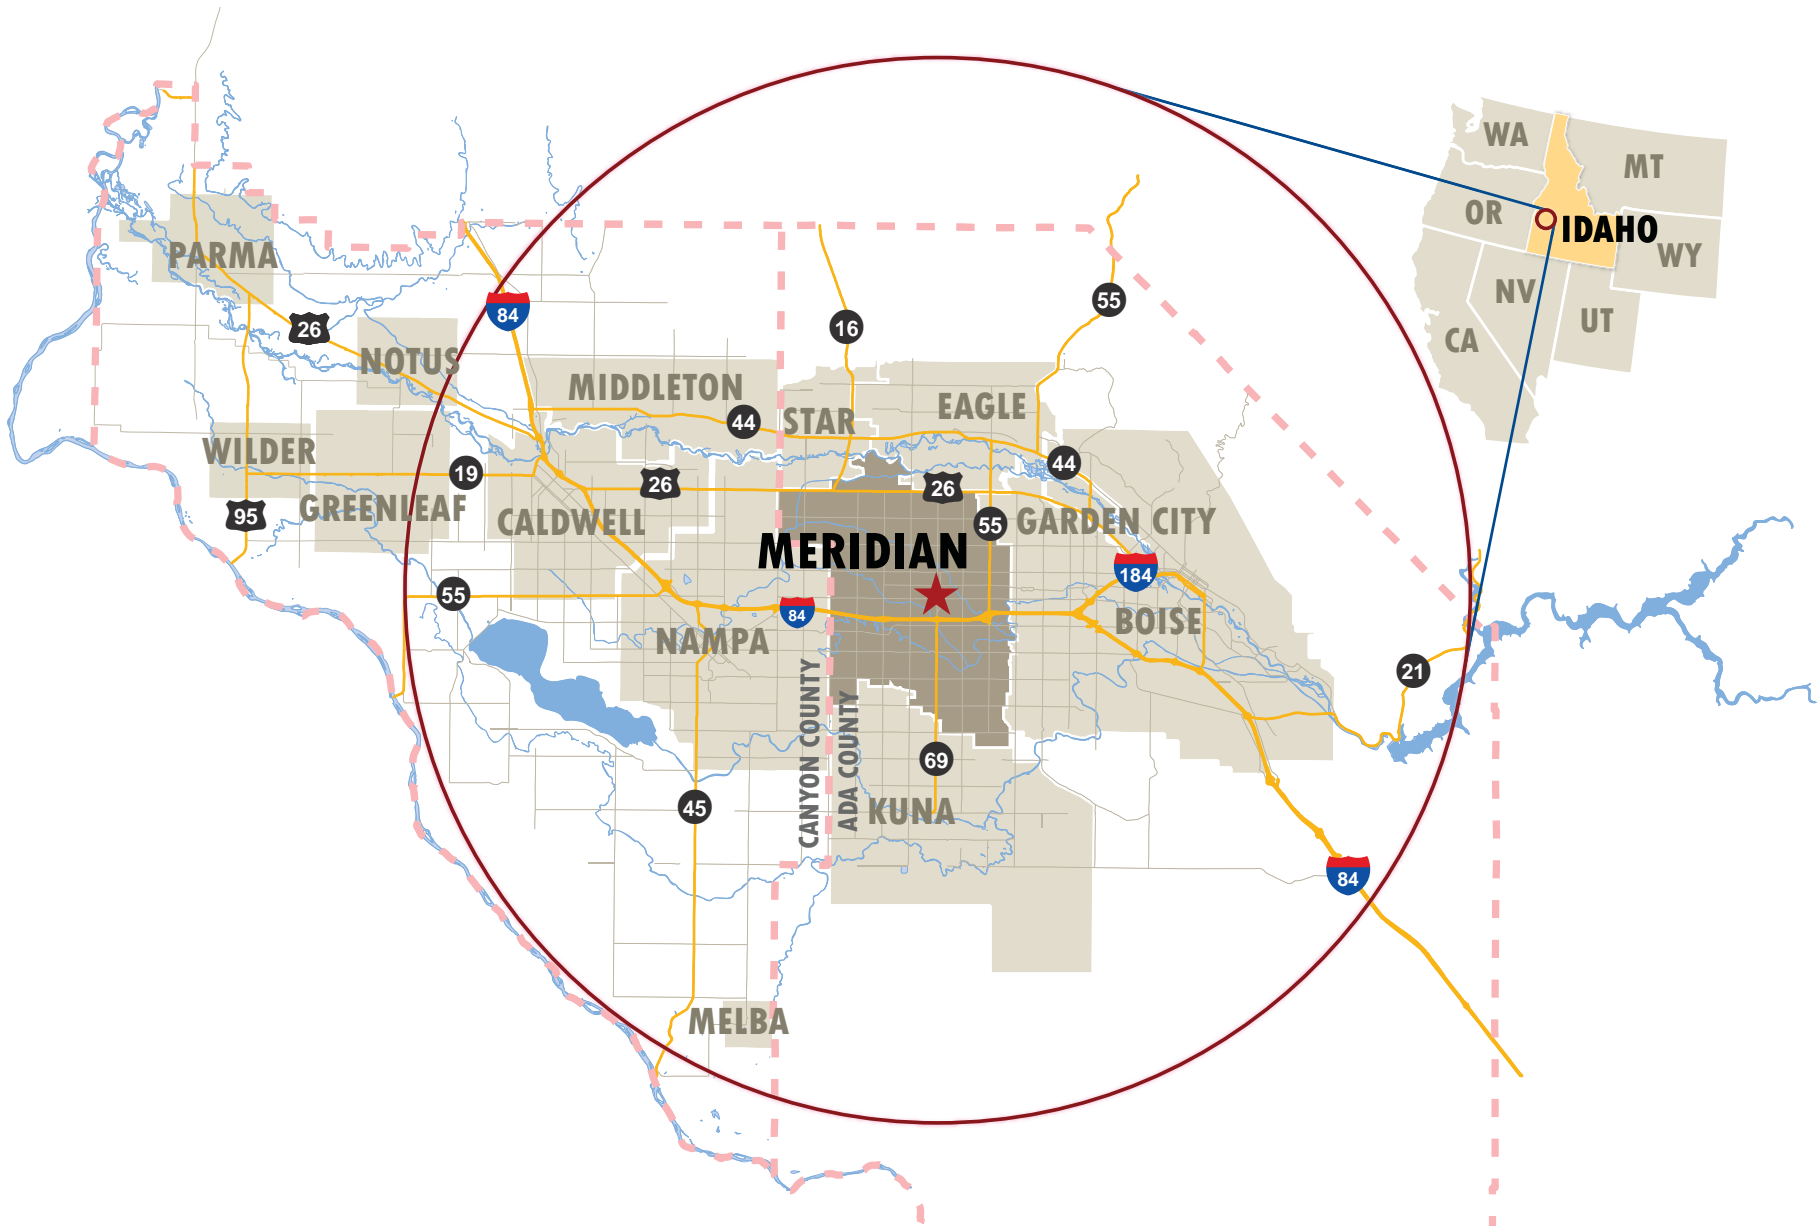 WA
MT
OR
IDAHO
WY
NV
UT
CA
PARMA
26
84
16
55
NOTUS
MIDDLETON
44
STAR
EAGLE
WILDER
19
26
26
44
GREENLEAF
95
CALDWELL
55
GARDEN CITY
MERIDIAN
184
55
84
NAMPA
BOISE
21
CANYON COUNTY
ADA COUNTY
69
45
KUNA
84
MELBA